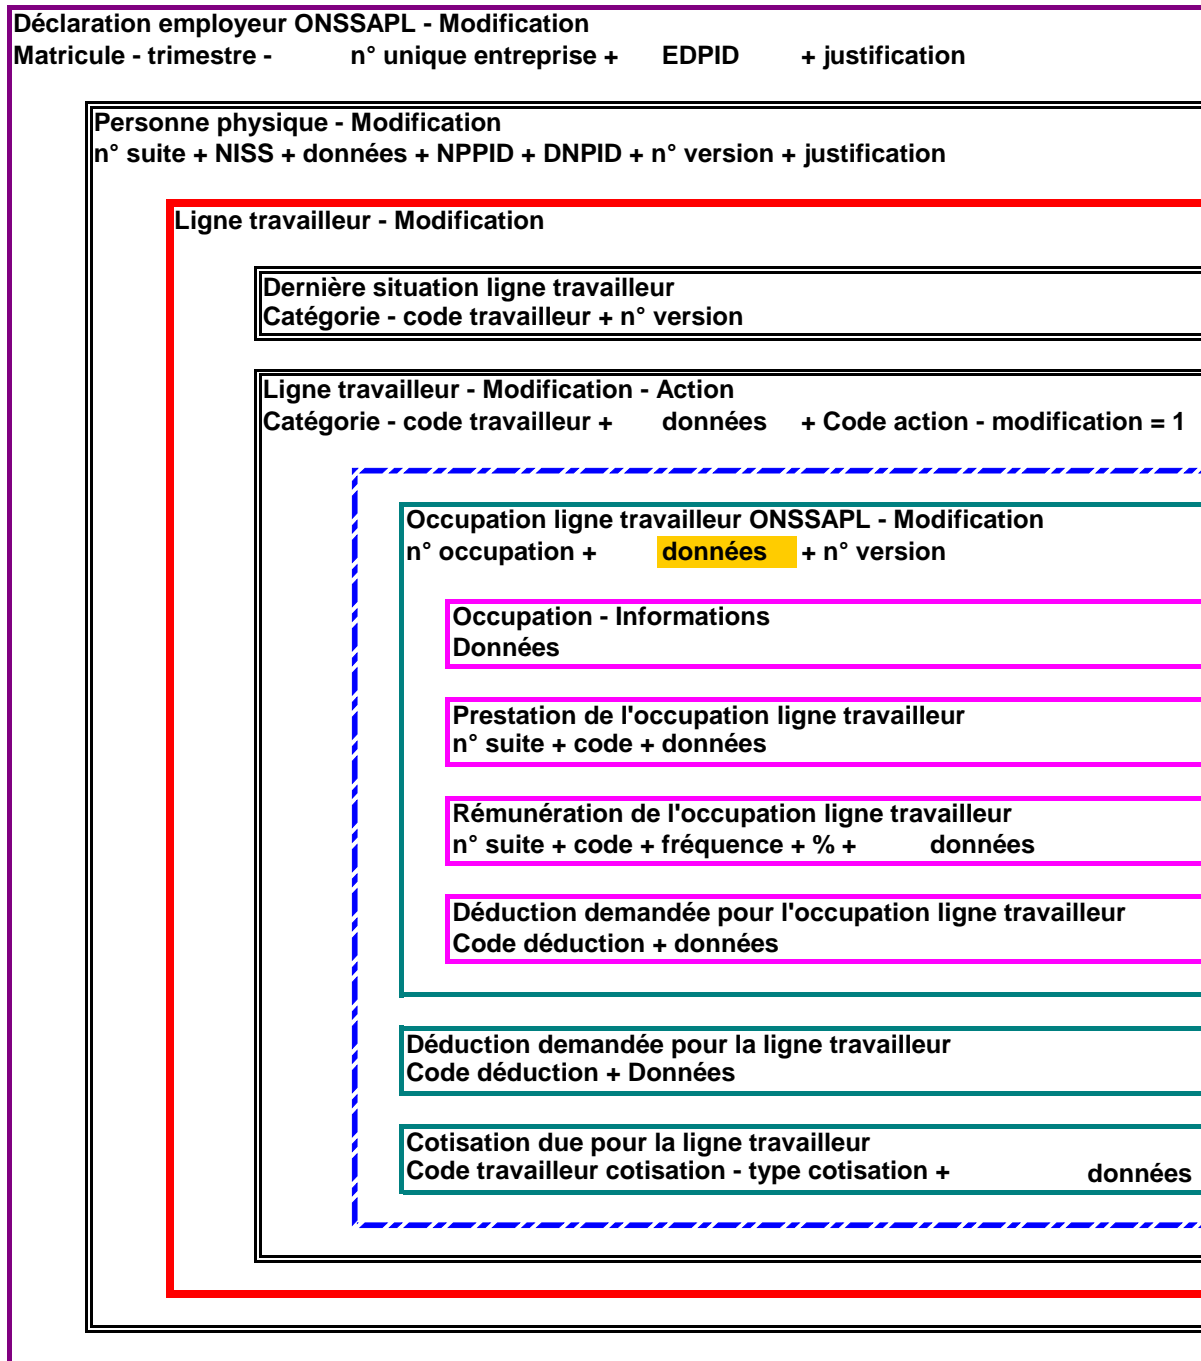 Déclaration employeur ONSSAPL - Modification
Matricule - trimestre - n° unique entreprise + EDPID + justification
Personne physique - Modification
n° suite + NISS + données + NPPID + DNPID + n° version + justification
Ligne travailleur - Modification
Dernière situation ligne travailleur
Catégorie - code travailleur + n° version
Ligne travailleur - Modification - Action
Catégorie - code travailleur + données + Code action - modification = 1
Occupation ligne travailleur ONSSAPL - Modification
n° occupation + données + n° version
Occupation - Informations
Données
Prestation de l'occupation ligne travailleur
n° suite + code + données
Rémunération de l'occupation ligne travailleur
n° suite + code + fréquence + % + données
Déduction demandée pour l'occupation ligne travailleur
Code déduction + données
Déduction demandée pour la ligne travailleur
Code déduction + Données
Cotisation due pour la ligne travailleur
Code travailleur cotisation - type cotisation + données